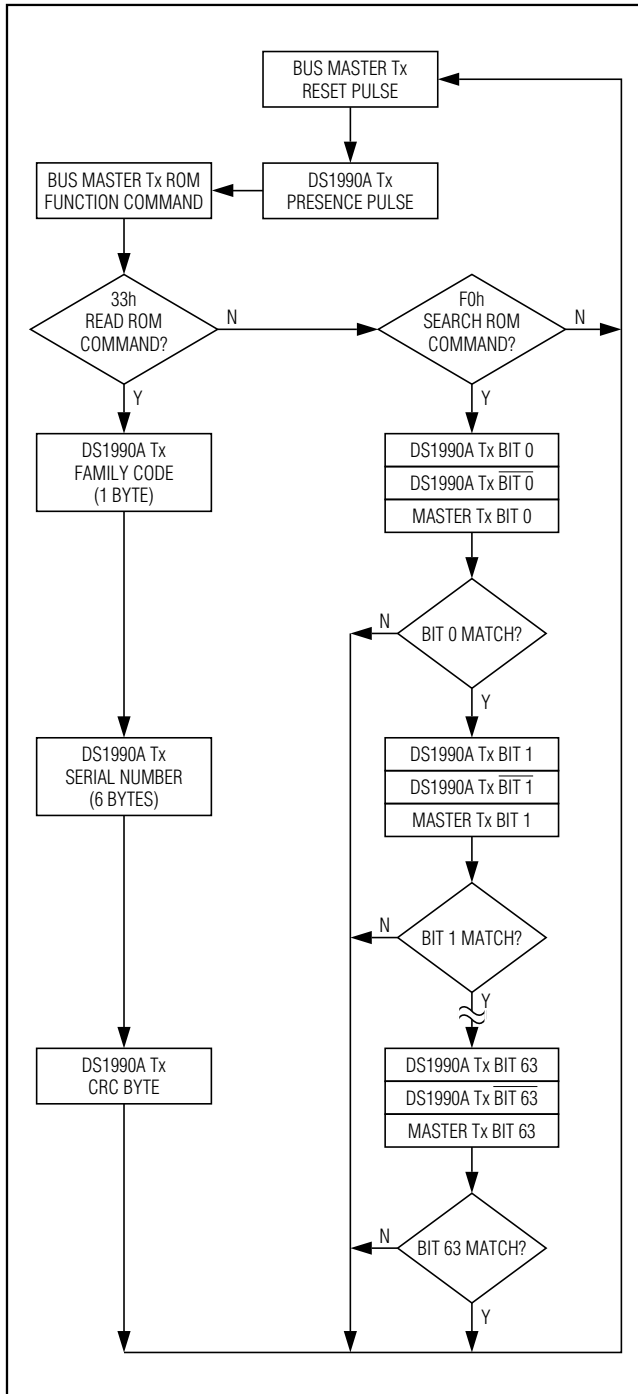 BUS MASTER Tx
RESET PULSE
BUS MASTER Tx ROM
FUNCTION COMMAND
DS1990A Tx
PRESENCE PULSE
33h
READ ROM
COMMAND?
N
Y
F0h
SEARCH ROM
COMMAND?
N
Y
DS1990A Tx
FAMILY CODE
(1 BYTE)
DS1990A Tx
SERIAL NUMBER
(6 BYTES)
DS1990A Tx
CRC BYTE
DS1990A Tx BIT 0
DS1990A Tx B̅I̅T̅ ̅0̅
MASTER Tx BIT 0
BIT 0 MATCH?
N
Y
DS1990A Tx BIT 1
DS1990A Tx B̅I̅T̅ ̅1̅
MASTER Tx BIT 1
BIT 1 MATCH?
N
Y
DS1990A Tx BIT 63
DS1990A Tx B̅I̅T̅ ̅6̅3̅
MASTER Tx BIT 63
BIT 63 MATCH?
N
Y